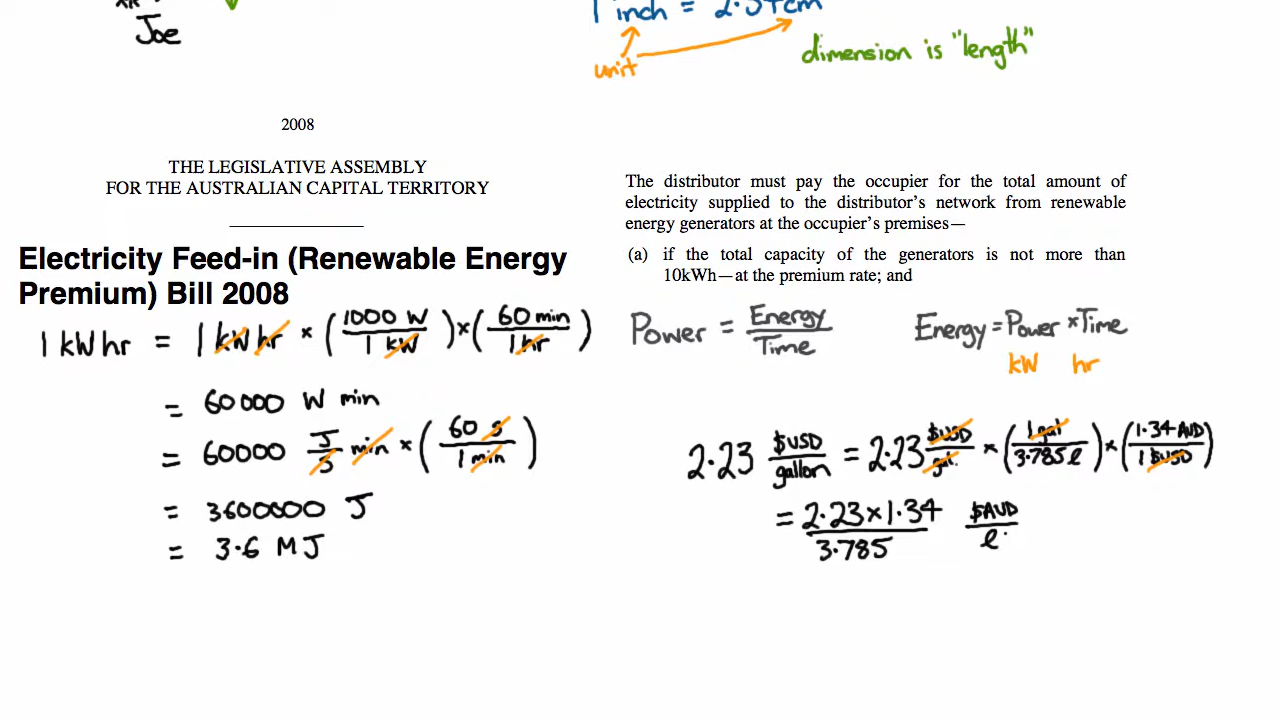 Joe
1 inch = 2.54cm
unit
dimension is "length"
2008
THE LEGISLATIVE ASSEMBLY
FOR THE AUSTRALIAN CAPITAL TERRITORY
Electricity Feed-in (Renewable Energy
Premium) Bill 2008
The distributor must pay the occupier for the total amount of
electricity supplied to the distributor's network from renewable
energy generators at the occupier's premises—
(a) if the total capacity of the generators is not more than
10kWh—at the premium rate; and
1 kW hr = 1 kW hr × (1000 W / 1 kW) × (60 min / 1 hr)
= 60000 W min
= 60000 J/s min × (60 s / 1 min)
= 3600000 J
= 3.6 MJ
Power = Energy / Time
Energy = Power × Time
kW hr
2.23 $USD/gallon = 2.23 $USD/gal. × (1 gal / 3.785 l) × (1.34 AUD / 1 $USD)
= 2.23 × 1.34 / 3.785 $AUD / l